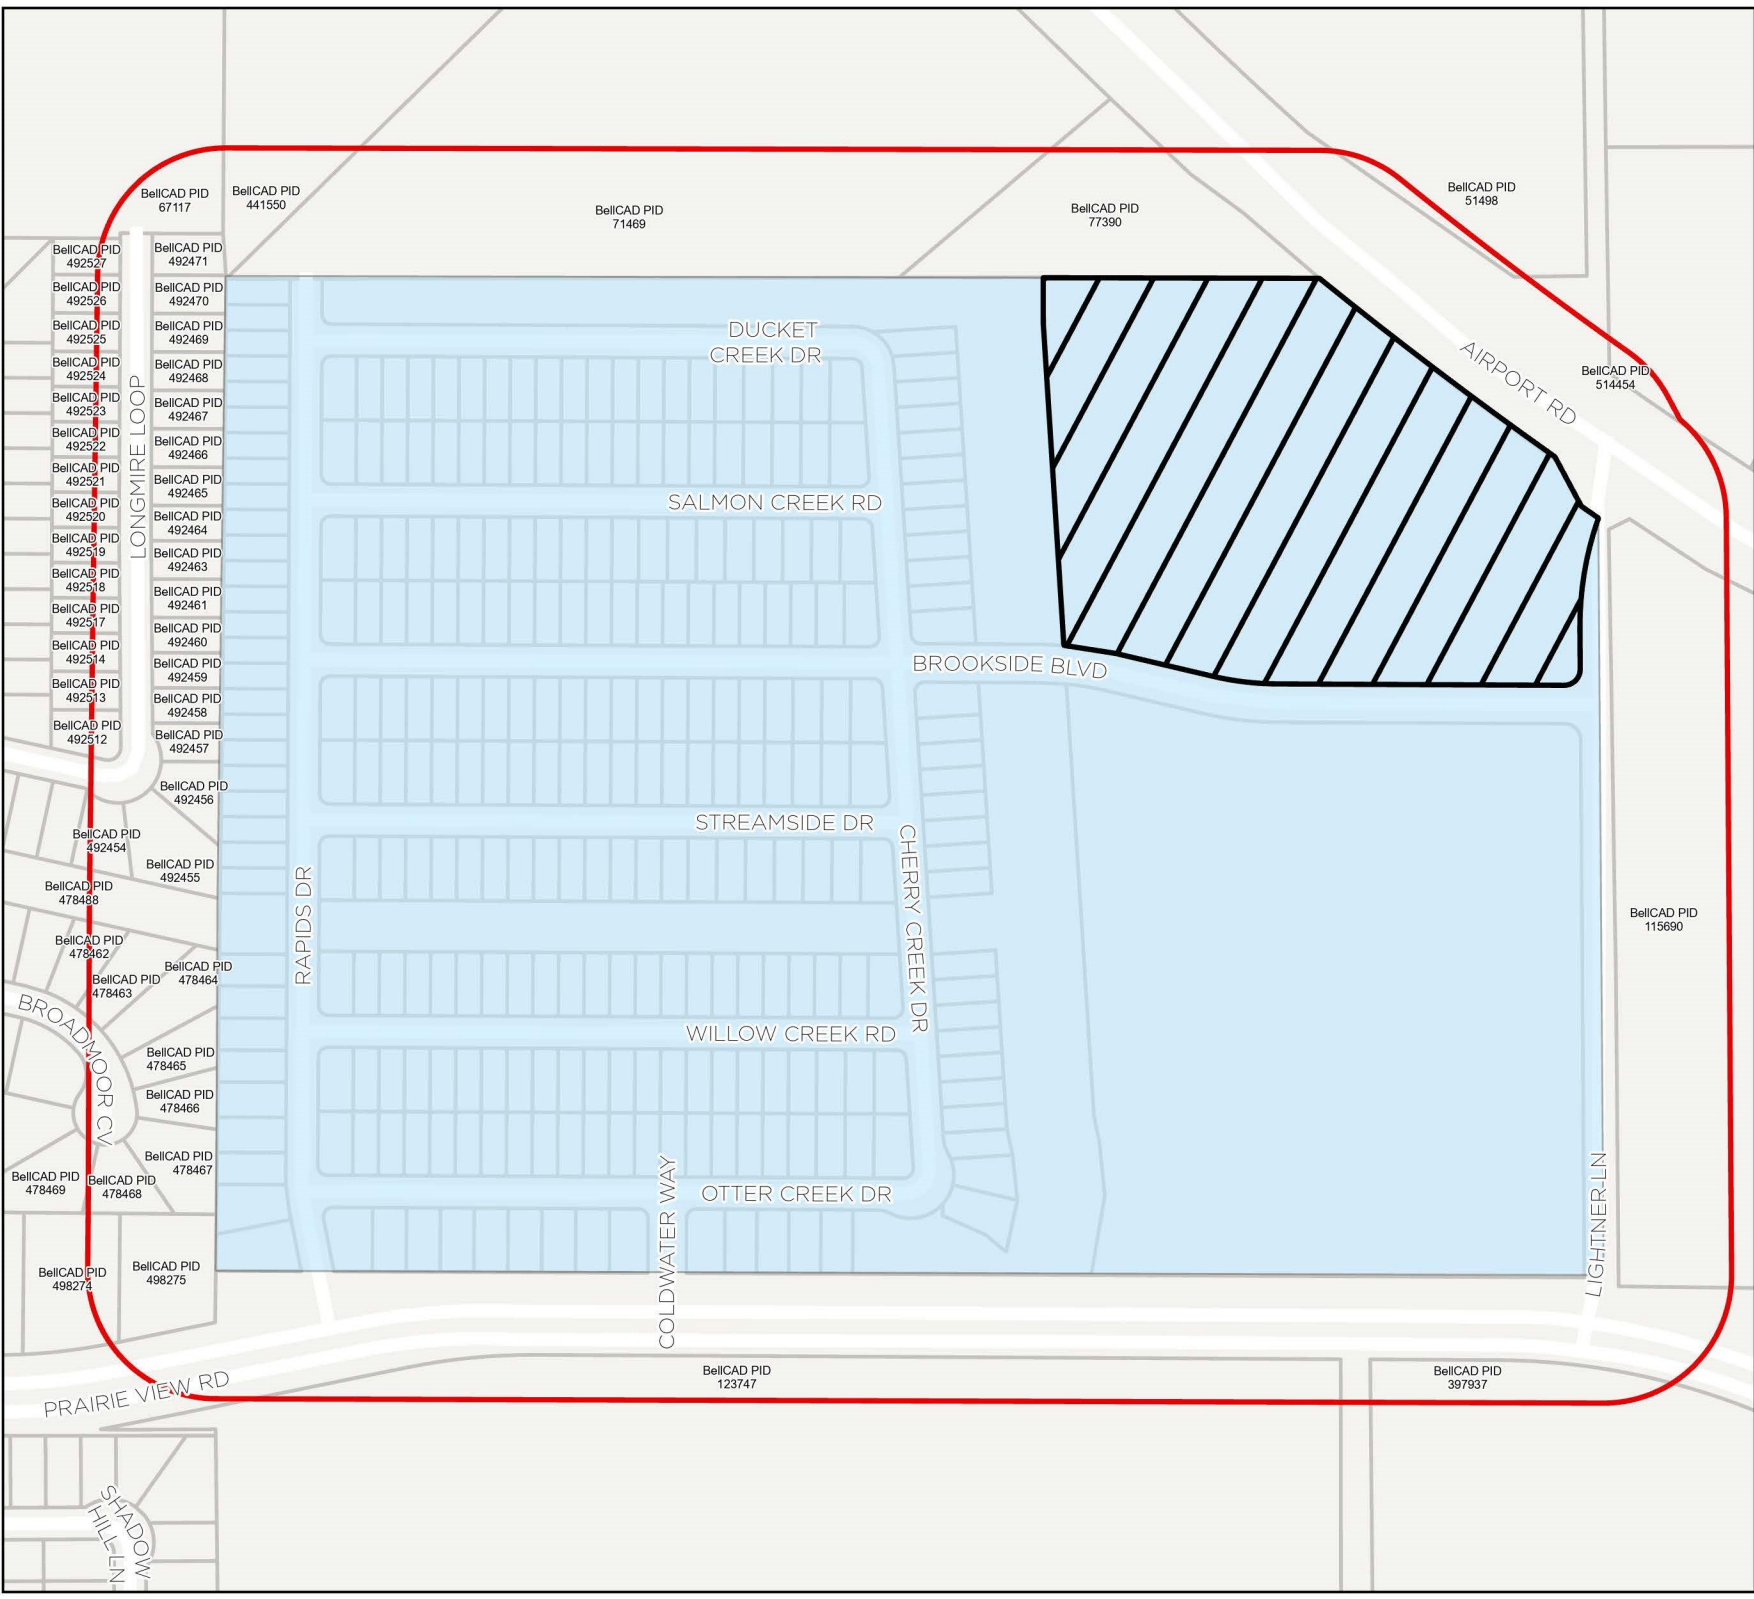 BellCAD PID
67117
BellCAD PID
441550
BellCAD PID
71469
BellCAD PID
77390
BellCAD PID
51498
BellCAD PID
514454
BellCAD PID
115690
BellCAD PID
492527
BellCAD PID
492526
BellCAD PID
492525
BellCAD PID
492524
BellCAD PID
492523
BellCAD PID
492522
BellCAD PID
492521
BellCAD PID
492520
BellCAD PID
492519
BellCAD PID
492518
BellCAD PID
492517
BellCAD PID
492514
BellCAD PID
492513
BellCAD PID
492512
LONGMIRE LOOP
BellCAD PID
492471
BellCAD PID
492470
BellCAD PID
492469
BellCAD PID
492468
BellCAD PID
492467
BellCAD PID
492466
BellCAD PID
492465
BellCAD PID
492464
BellCAD PID
492463
BellCAD PID
492461
BellCAD PID
492460
BellCAD PID
492459
BellCAD PID
492458
BellCAD PID
492457
BellCAD PID
492456
BellCAD PID
492454
BellCAD PID
492455
BellCAD PID
478488
BellCAD PID
478462
BellCAD PID
478463
BellCAD PID
478464
BROADMOOR CV
BellCAD PID
478465
BellCAD PID
478466
BellCAD PID
478467
BellCAD PID
478469
BellCAD PID
478468
BellCAD PID
498274
BellCAD PID
498275
DUCKET
CREEK DR
SALMON CREEK RD
BROOKSIDE BLVD
STREAMSIDE DR
CHERRY CREEK DR
RAPIDS DR
WILLOW CREEK RD
OTTER CREEK DR
COLDWATER WAY
AIRPORT RD
LIGHTNER LN
PRAIRIE VIEW RD
BellCAD PID
123747
BellCAD PID
397937
SHADOW
HILL LN